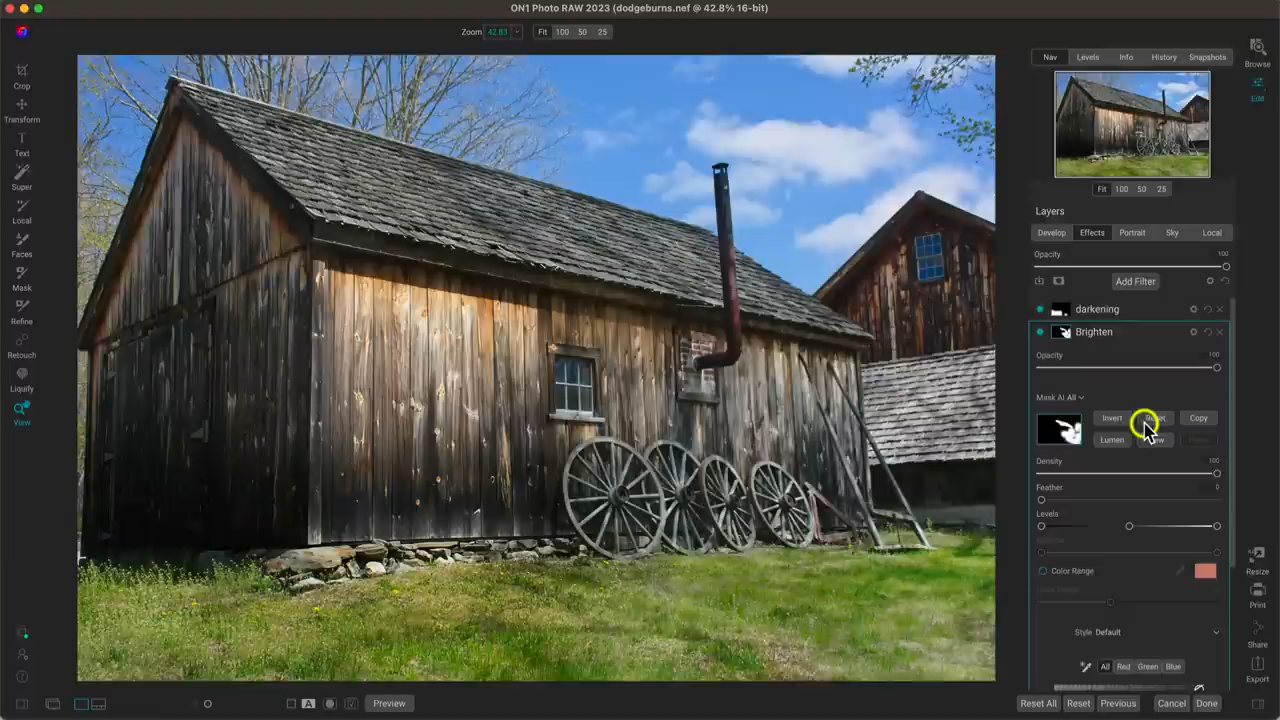 ON1 Photo RAW 2023 (dodgeburns.nef @ 42.8% 16-bit)
Zoom 42.83 Fit 100 50 25
Crop
Transform
Text
Super
Local
Faces
Mask
Refine
Retouch
Liquify
View
Nav Levels Info History Snapshots
Fit 100 50 25
Browse
Edit
Layers
Develop Effects Portrait Sky Local
Opacity 100
Add Filter
darkening
Brighten
Opacity 100
Mask AI All
Invert Reset Copy
Lumen View
Density 100
Feather 0
Levels
Color Range
Style Default
All Red Green Blue
Resize
Print
Share
Export
A Preview
Reset All Reset Previous Cancel Done